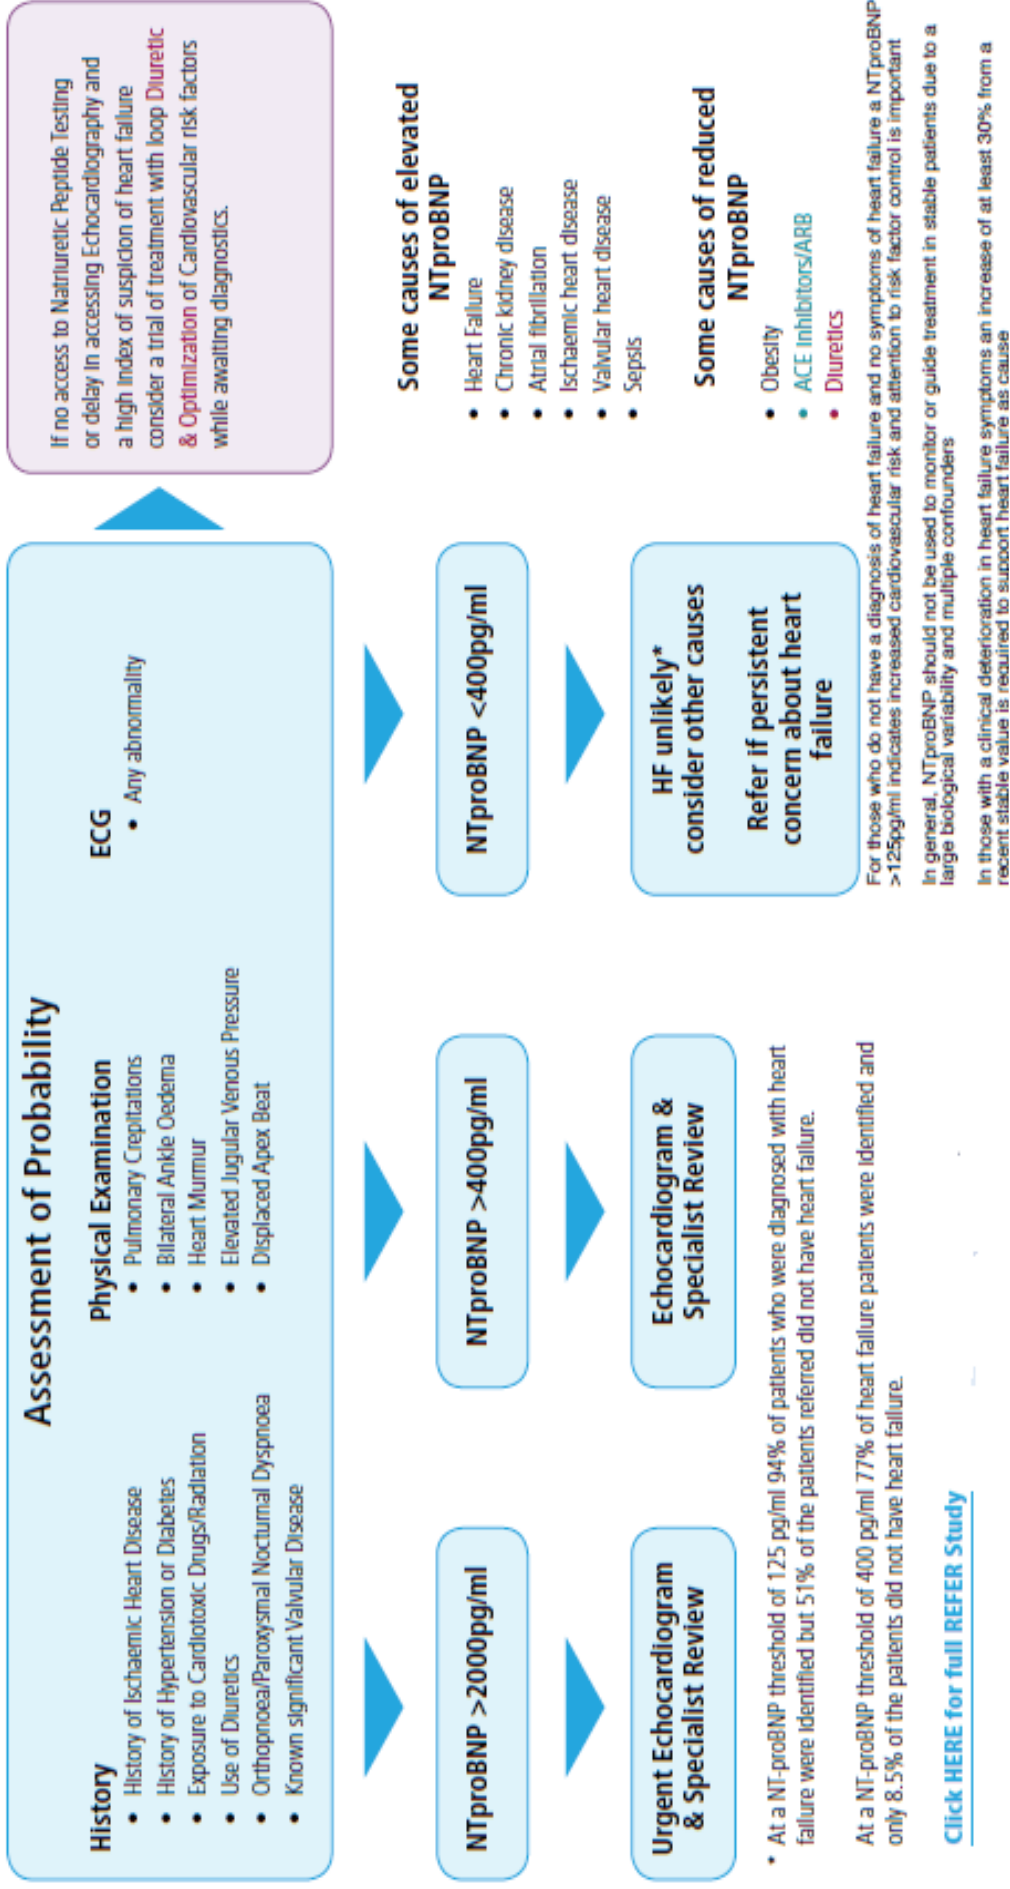 Assessment of Probability
History
• History of Ischaemic Heart Disease
• History of Hypertension or Diabetes
• Exposure to Cardiotoxic Drugs/Radiation
• Use of Diuretics
• Orthopnoea/Paroxysmal Nocturnal Dyspnoea
• Known significant Valvular Disease
Physical Examination
• Pulmonary Crepitations
• Bilateral Ankle Oedema
• Heart Murmur
• Elevated Jugular Venous Pressure
• Displaced Apex Beat
ECG
• Any abnormality
If no access to Natriuretic Peptide Testing
or delay in accessing Echocardiography and
a high index of suspicion of heart failure
consider a trial of treatment with loop Diuretic
& Optimization of Cardiovascular risk factors
while awaiting diagnostics.
NTproBNP >2000pg/ml
NTproBNP >400pg/ml
NTproBNP <400pg/ml
Urgent Echocardiogram
& Specialist Review
Echocardiogram &
Specialist Review
HF unlikely*
consider other causes
Refer if persistent
concern about heart
failure
Some causes of elevated
NTproBNP
• Heart Failure
• Chronic kidney disease
• Atrial fibrillation
• Ischaemic heart disease
• Valvular heart disease
• Sepsis
Some causes of reduced
NTproBNP
• Obesity
• ACE Inhibitors/ARB
• Diuretics
* At a NT-proBNP threshold of 125 pg/ml 94% of patients who were diagnosed with heart
failure were identified but 51% of the patients referred did not have heart failure.
At a NT-proBNP threshold of 400 pg/ml 77% of heart failure patients were identified and
only 8.5% of the patients did not have heart failure.
Click HERE for full REFER Study
For those who do not have a diagnosis of heart failure and no symptoms of heart failure a NTproBNP
>125pg/ml indicates increased cardiovascular risk and attention to risk factor control is important
In general, NTproBNP should not be used to monitor or guide treatment in stable patients due to a
large biological variability and multiple confounders
In those with a clinical deterioration in heart failure symptoms an increase of at least 30% from a
recent stable value is required to support heart failure as cause